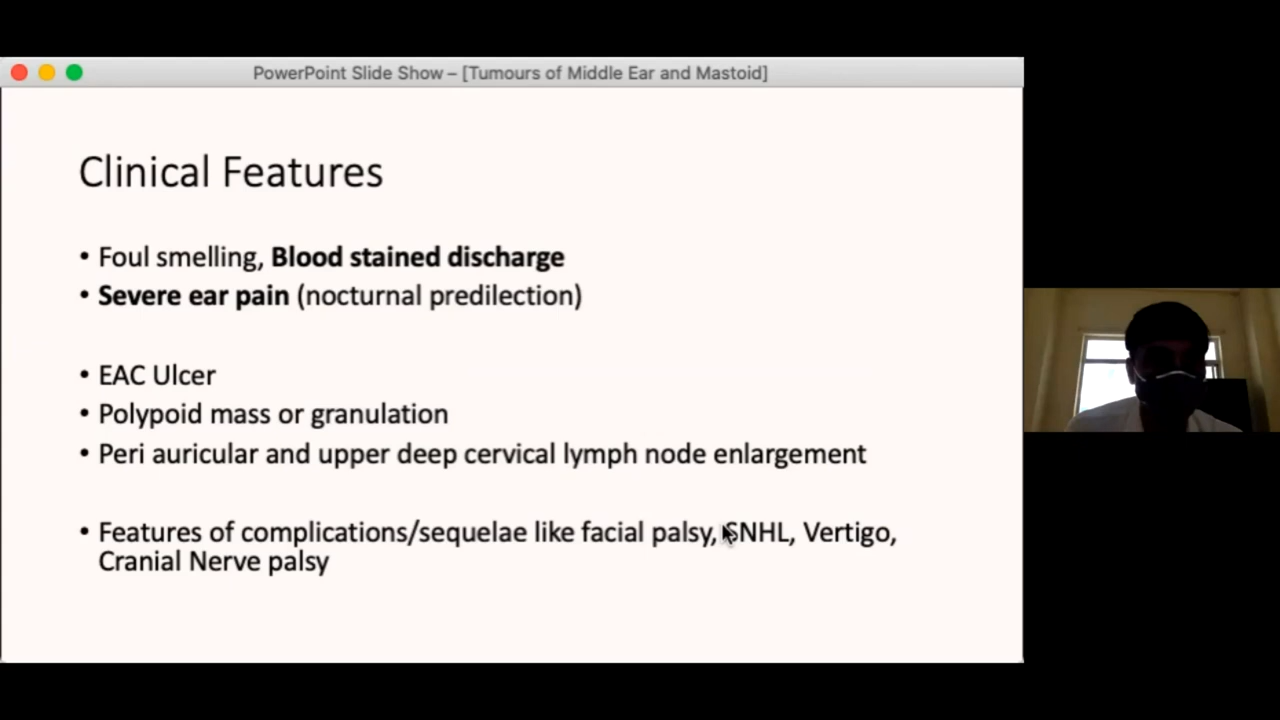 PowerPoint Slide Show – [Tumours of Middle Ear and Mastoid]
Clinical Features
• Foul smelling, Blood stained discharge
• Severe ear pain (nocturnal predilection)
• EAC Ulcer
• Polypoid mass or granulation
• Peri auricular and upper deep cervical lymph node enlargement
• Features of complications/sequelae like facial palsy, SNHL, Vertigo,
Cranial Nerve palsy